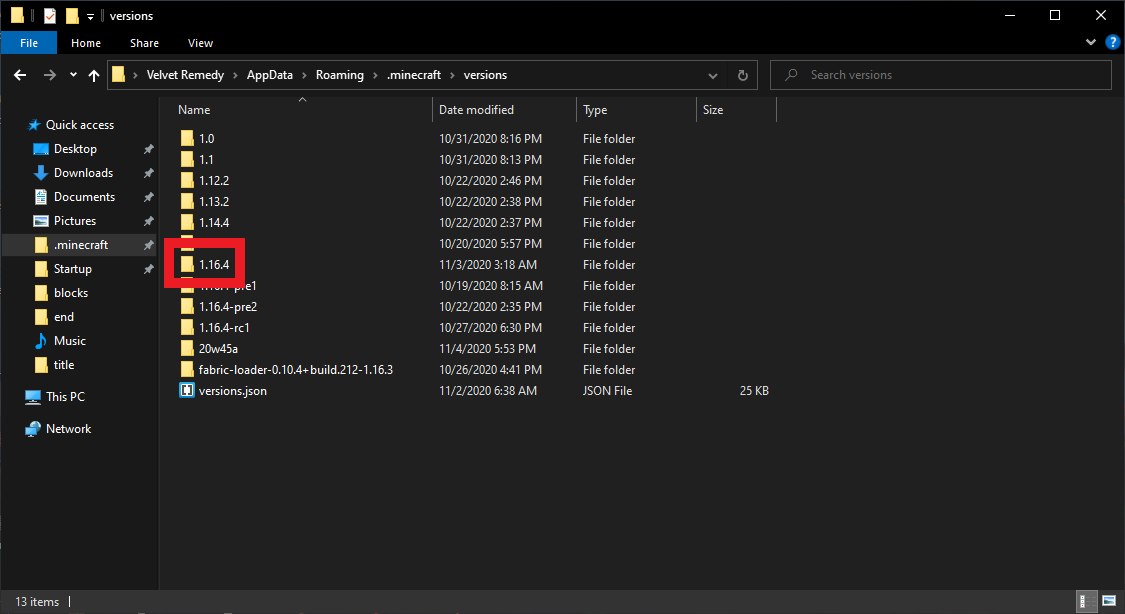 versions
File Home Share View
Velvet Remedy AppData Roaming .minecraft versions
Search versions
Name Date modified Type Size
Quick access
Desktop
Downloads
Documents
Pictures
.minecraft
Startup
blocks
end
Music
title
This PC
Network
1.0 10/31/2020 8:16 PM File folder
1.1 10/31/2020 8:13 PM File folder
1.12.2 10/22/2020 2:46 PM File folder
1.13.2 10/22/2020 2:38 PM File folder
1.14.4 10/22/2020 2:37 PM File folder
10/20/2020 5:57 PM File folder
1.16.4 11/3/2020 3:18 AM File folder
10/19/2020 8:15 AM File folder
1.16.4-pre2 10/22/2020 2:35 PM File folder
1.16.4-rc1 10/27/2020 6:30 PM File folder
20w45a 11/4/2020 5:53 PM File folder
fabric-loader-0.10.4+build.212-1.16.3 10/26/2020 4:41 PM File folder
versions.json 11/2/2020 6:38 AM JSON File 25 KB
13 items